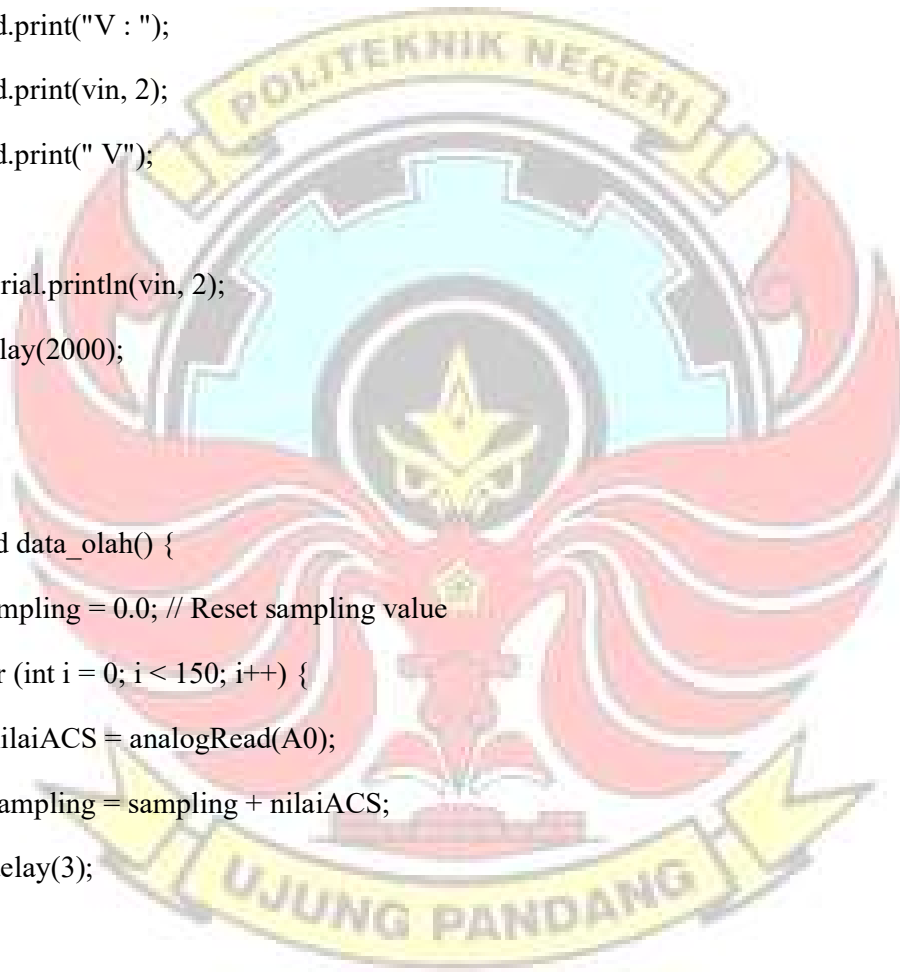 d.print("V : ");
POLITEKNIK NEGERI
d.print(vin, 2);
d.print(" V");
rial.println(vin, 2);
lay(2000);
d data_olah() {
mpling = 0.0; // Reset sampling value
r (int i = 0; i < 150; i++) {
ilaiACS = analogRead(A0);
ampling = sampling + nilaiACS;
elay(3);
UJUNG PANDANG